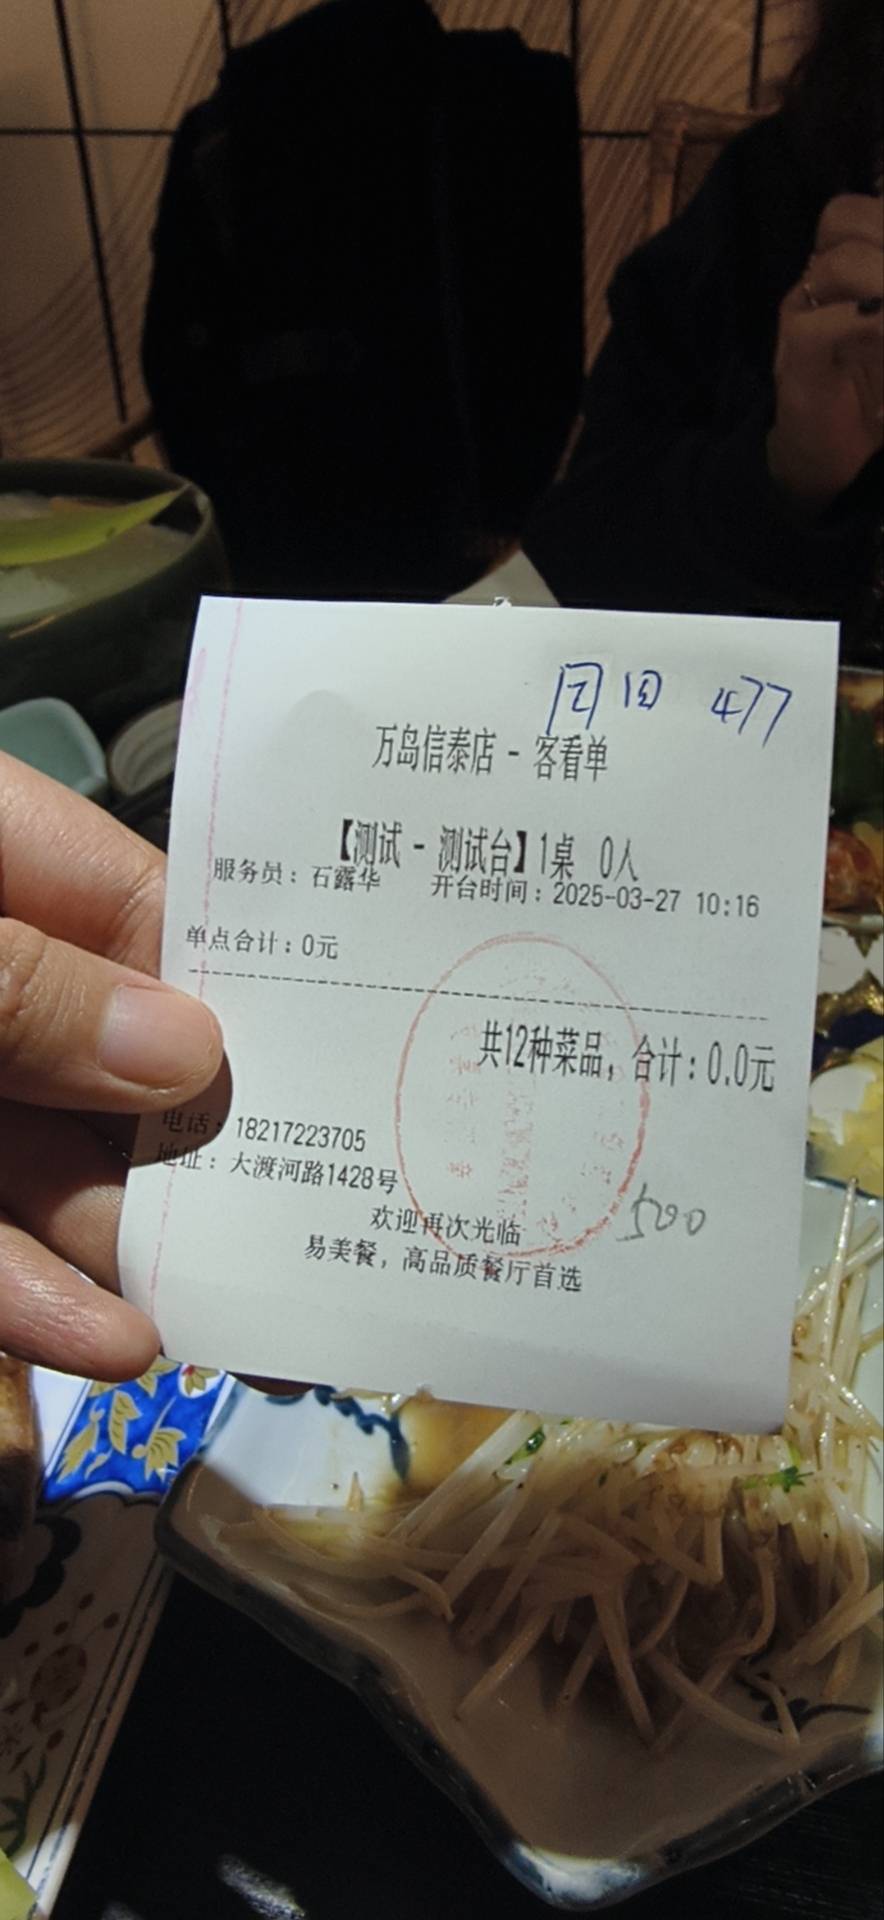 477
万岛信泰店 - 客看单
【测试 - 测试台】1桌 0人
服务员：石露华 开台时间：2025-03-27 10:16
单点合计：0元
共12种菜品，合计：0.0元
电话：18217223705
地址：大渡河路1428号
500
欢迎再次光临
易美餐，高品质餐厅首选